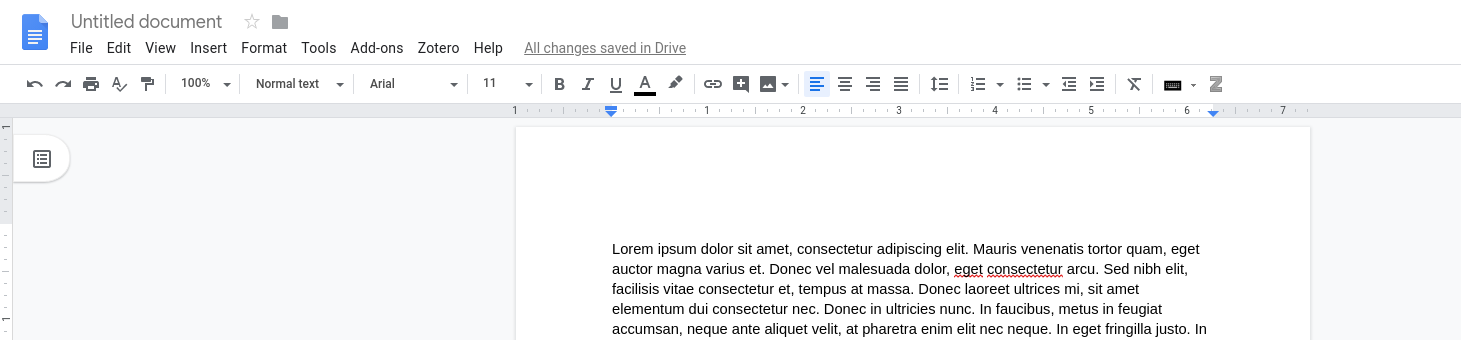 Untitled document
File Edit View Insert Format Tools Add-ons Zotero Help All changes saved in Drive
100% Normal text Arial 11 B I U A
1 1 2 3 4 5 6 7
1
Lorem ipsum dolor sit amet, consectetur adipiscing elit. Mauris venenatis tortor quam, eget
auctor magna varius et. Donec vel malesuada dolor, eget consectetur arcu. Sed nibh elit,
facilisis vitae consectetur et, tempus at massa. Donec laoreet ultrices mi, sit amet
elementum dui consectetur nec. Donec in ultricies nunc. In faucibus, metus in feugiat
1
accumsan, neque ante aliquet velit, at pharetra enim elit nec neque. In eget fringilla justo. In